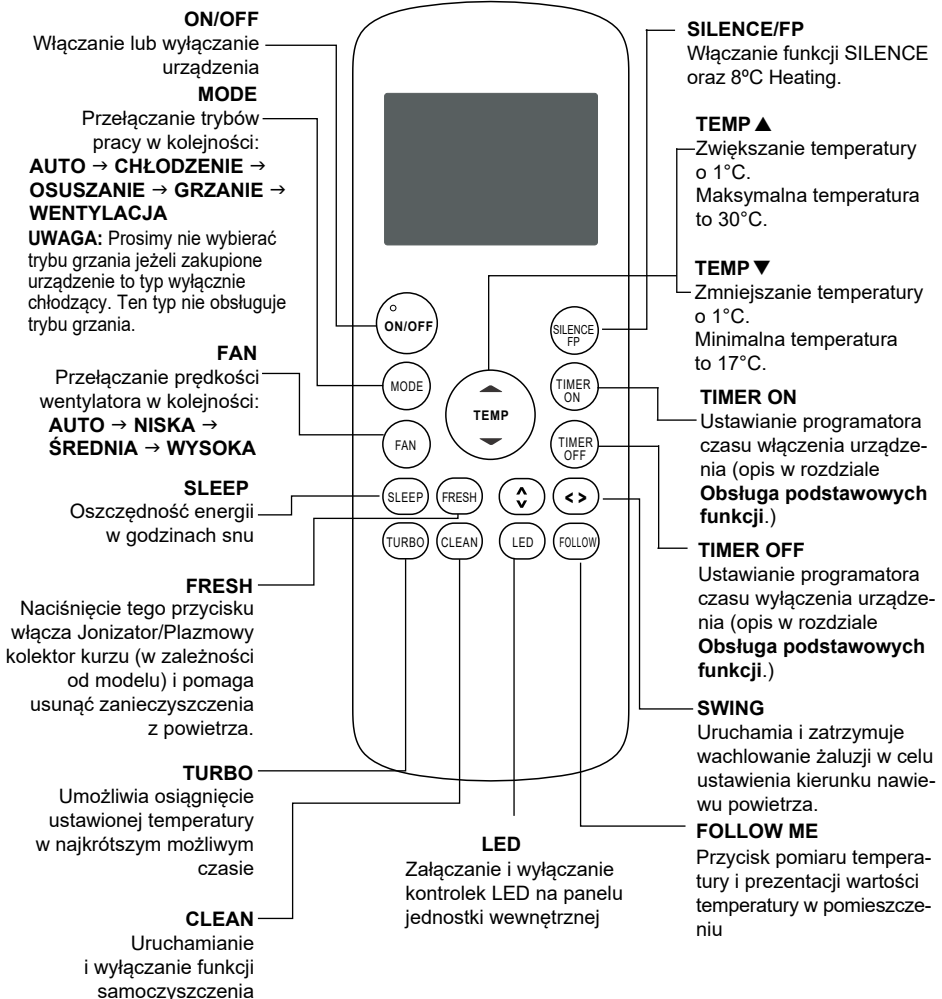 ON/OFF
Włączanie lub wyłączanie
urządzenia
MODE
Przełączanie trybów
pracy w kolejności:
AUTO → CHŁODZENIE →
OSUSZANIE → GRZANIE →
WENTYLACJA
UWAGA: Prosimy nie wybierać
trybu grzania jeżeli zakupione
urządzenie to typ wyłącznie
chłodzący. Ten typ nie obsługuje
trybu grzania.
FAN
Przełączanie prędkości
wentylatora w kolejności:
AUTO → NISKA →
ŚREDNIA → WYSOKA
SLEEP
Oszczędność energii
w godzinach snu
FRESH
Naciśnięcie tego przycisku
włącza Jonizator/Plazmowy
kolektor kurzu (w zależności
od modelu) i pomaga
usunąć zanieczyszczenia
z powietrza.
TURBO
Umożliwia osiągnięcie
ustawionej temperatury
w najkrótszym możliwym
czasie
CLEAN
Uruchamianie
i wyłączanie funkcji
samoczyszczenia
ON/OFF
SILENCE
FP
MODE
TEMP
TIMER
ON
FAN
TIMER
OFF
SLEEP
FRESH
TURBO
CLEAN
LED
FOLLOW
LED
Załączanie i wyłączanie
kontrolek LED na panelu
jednostki wewnętrznej
SILENCE/FP
Włączanie funkcji SILENCE
oraz 8ºC Heating.
TEMP ▲
Zwiększanie temperatury
o 1°C.
Maksymalna temperatura
to 30°C.
TEMP ▼
Zmniejszanie temperatury
o 1°C.
Minimalna temperatura
to 17°C.
TIMER ON
Ustawianie programatora
czasu włączenia urządze-
nia (opis w rozdziale
Obsługa podstawowych
funkcji.)
TIMER OFF
Ustawianie programatora
czasu wyłączenia urządze-
nia (opis w rozdziale
Obsługa podstawowych
funkcji.)
SWING
Uruchamia i zatrzymuje
wachlowanie żaluzji w celu
ustawienia kierunku nawie-
wu powietrza.
FOLLOW ME
Przycisk pomiaru tempera-
tury i prezentacji wartości
temperatury w pomieszcze-
niu